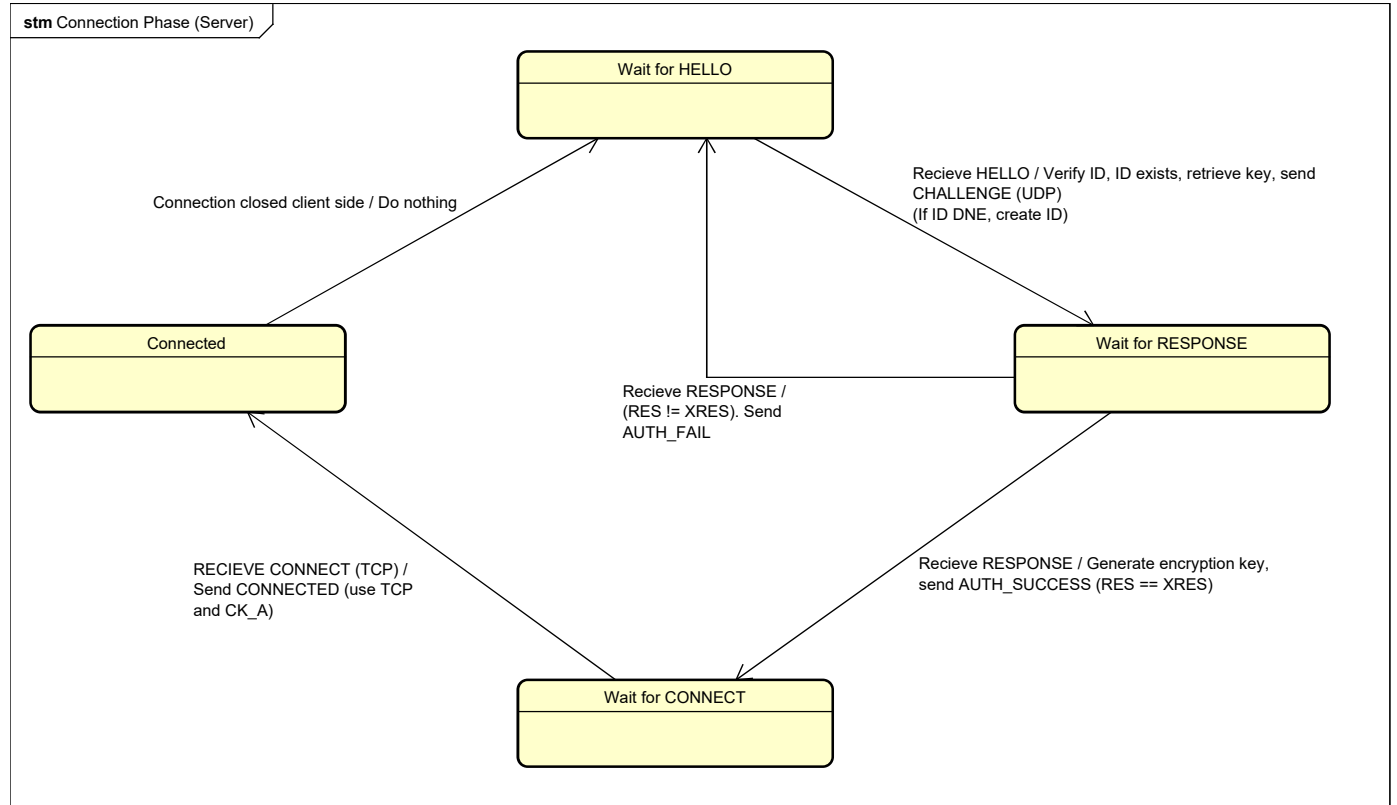 stm Connection Phase (Server)
Wait for HELLO
Recieve HELLO / Verify ID, ID exists, retrieve key, send
CHALLENGE (UDP)
(If ID DNE, create ID)
Connection closed client side / Do nothing
Connected
Wait for RESPONSE
Recieve RESPONSE /
(RES != XRES). Send
AUTH_FAIL
RECIEVE CONNECT (TCP) /
Send CONNECTED (use TCP
and CK_A)
Recieve RESPONSE / Generate encryption key,
send AUTH_SUCCESS (RES == XRES)
Wait for CONNECT